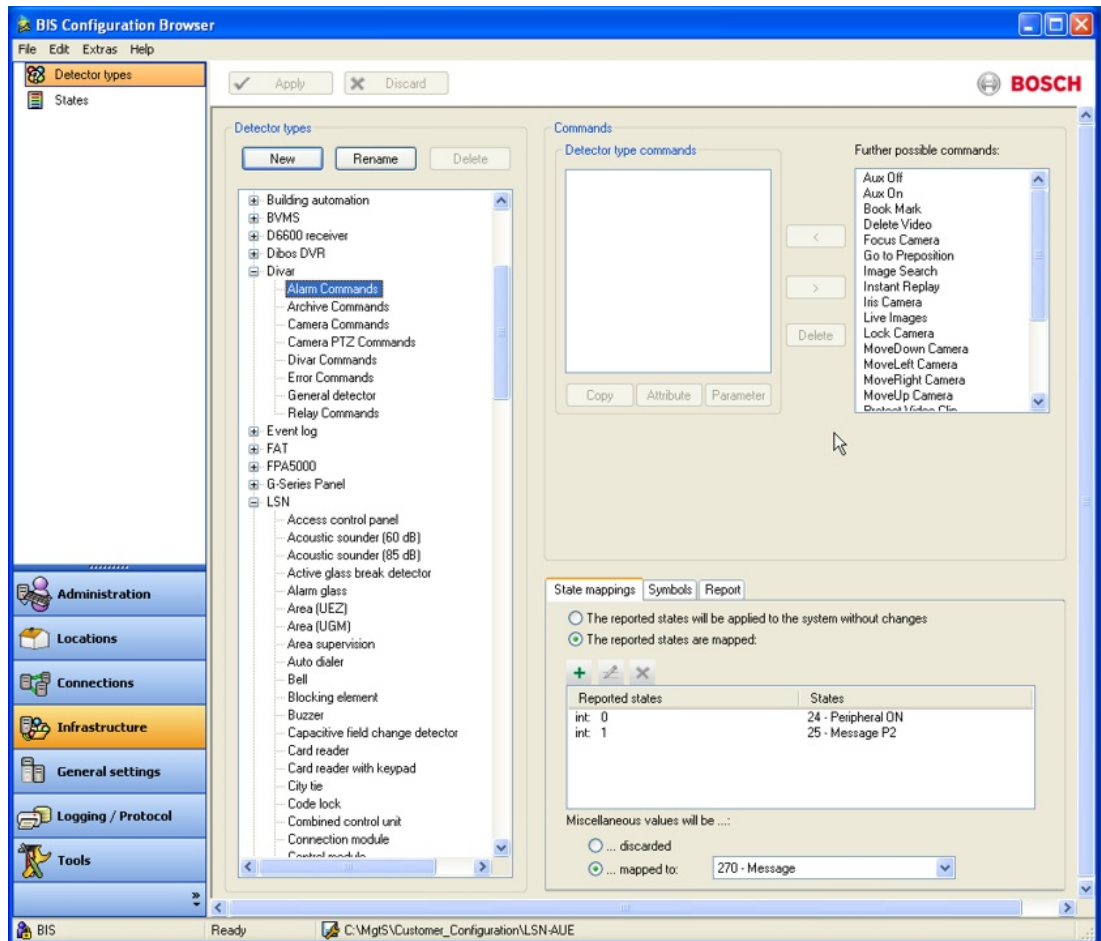 BIS Configuration Browser
File Edit Extras Help
Detector types
States
Apply
Discard
BOSCH
Detector types
New
Rename
Delete
Building automation
BVMS
D6600 receiver
Dibos DVR
Divar
Alarm Commands
Archive Commands
Camera Commands
Camera PTZ Commands
Divar Commands
Error Commands
General detector
Relay Commands
Event log
FAT
FPA5000
G-Series Panel
LSN
Access control panel
Acoustic sounder (60 dB)
Acoustic sounder (85 dB)
Active glass break detector
Alarm glass
Area (UEZ)
Area (UGM)
Area supervision
Auto dialer
Bell
Blocking element
Buzzer
Capacitive field change detector
Card reader
Card reader with keypad
City tie
Code lock
Combined control unit
Connection module
Control module
Commands
Detector type commands
Copy
Attribute
Parameter
<
>
Delete
Further possible commands:
Aux Off
Aux On
Book Mark
Delete Video
Focus Camera
Go to Preposition
Image Search
Instant Replay
Iris Camera
Live Images
Lock Camera
MoveDown Camera
MoveLeft Camera
MoveRight Camera
MoveUp Camera
Protect Video Clip
State mappings
Symbols
Report
The reported states will be applied to the system without changes
The reported states are mapped:
Reported states States
int: 0 24 - Peripheral ON
int: 1 25 - Message P2
Miscellaneous values will be ...:
... discarded
... mapped to: 270 - Message
Administration
Locations
Connections
Infrastructure
General settings
Logging / Protocol
Tools
BIS
Ready
C:\MgtS\Customer_Configuration\LSN-AUE